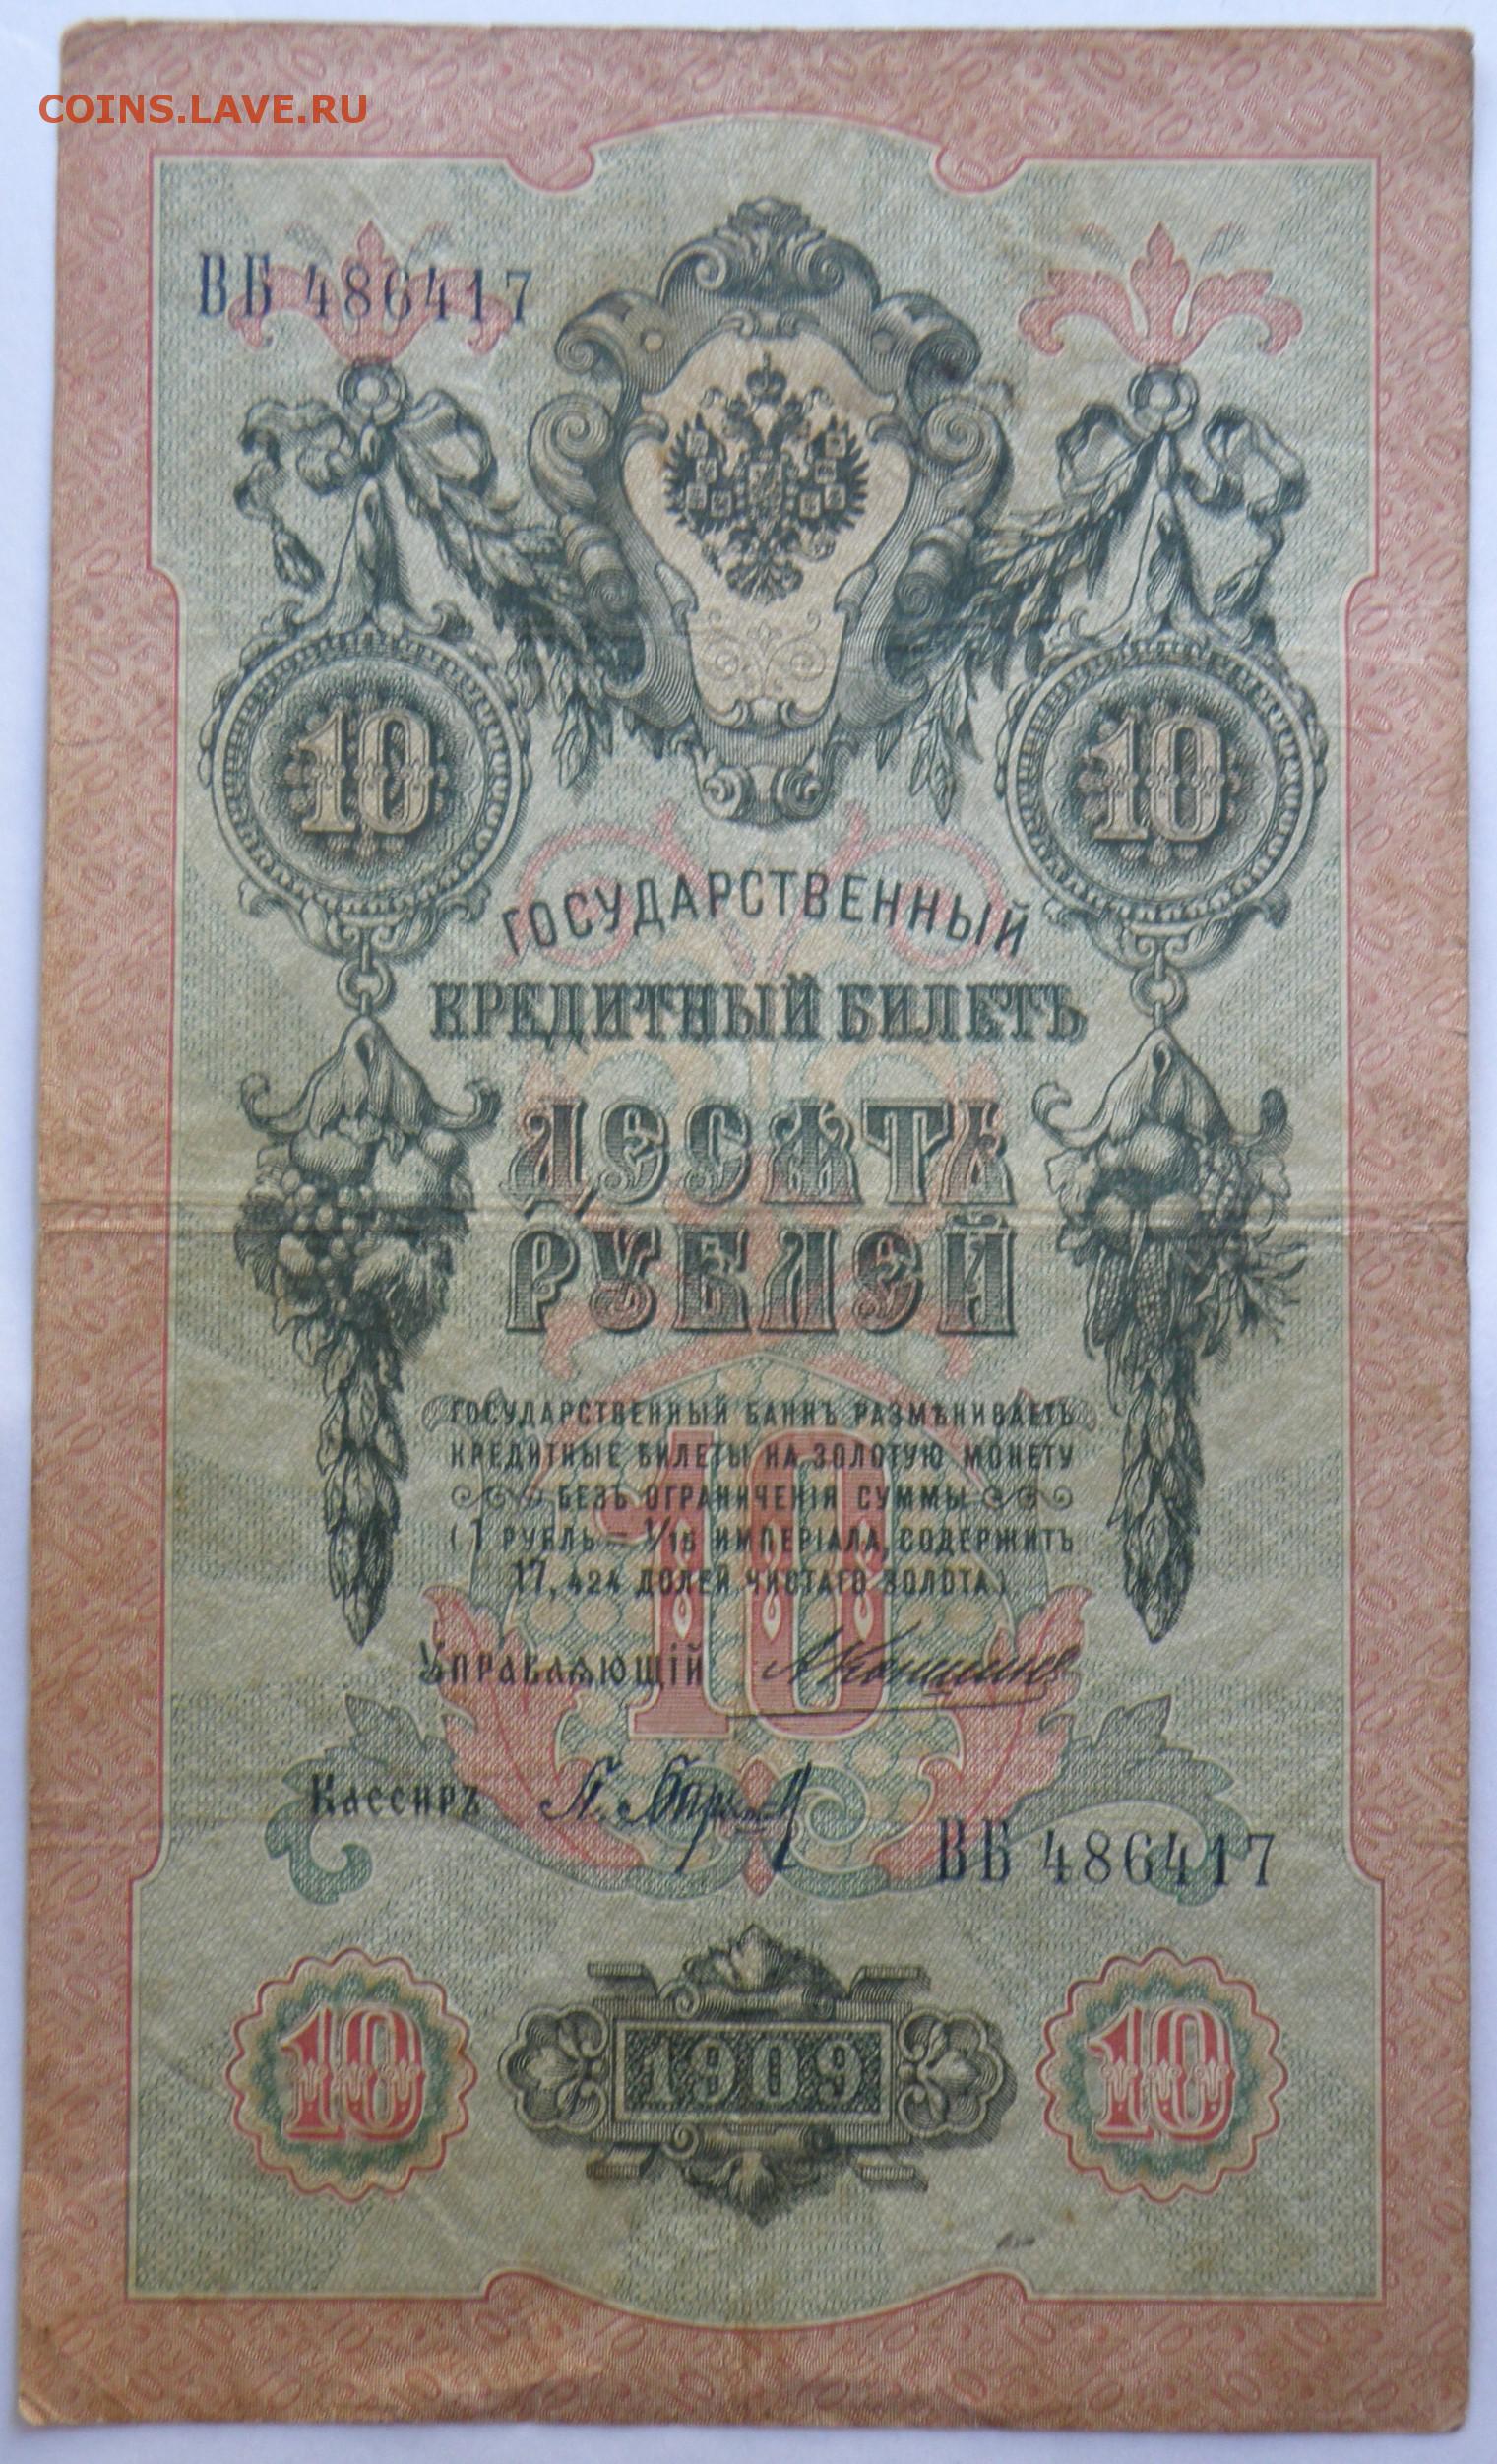 COINS.LAVE.RU
ВБ 486417
10 10
ГОСУДАРСТВЕННЫЙ
КРЕДИТНЫЙ БИЛЕТЪ
ДЕСЯТЬ
РУБЛЕЙ
ГОСУДАРСТВЕННЫЙ БАНКЪ РАЗМѢНИВАЕТЪ
КРЕДИТНЫЕ БИЛЕТЫ НА ЗОЛОТУЮ МОНЕТУ
БЕЗЪ ОГРАНИЧЕНІЯ СУММЫ
(1 РУБЛЬ = 1/15 ИМПЕРІАЛА, СОДЕРЖИТЪ
17,424 ДОЛЕЙ ЧИСТАГО ЗОЛОТА)
10
Управляющій АКоншинъ
Кассиръ
ВБ 486417
10 1909 10